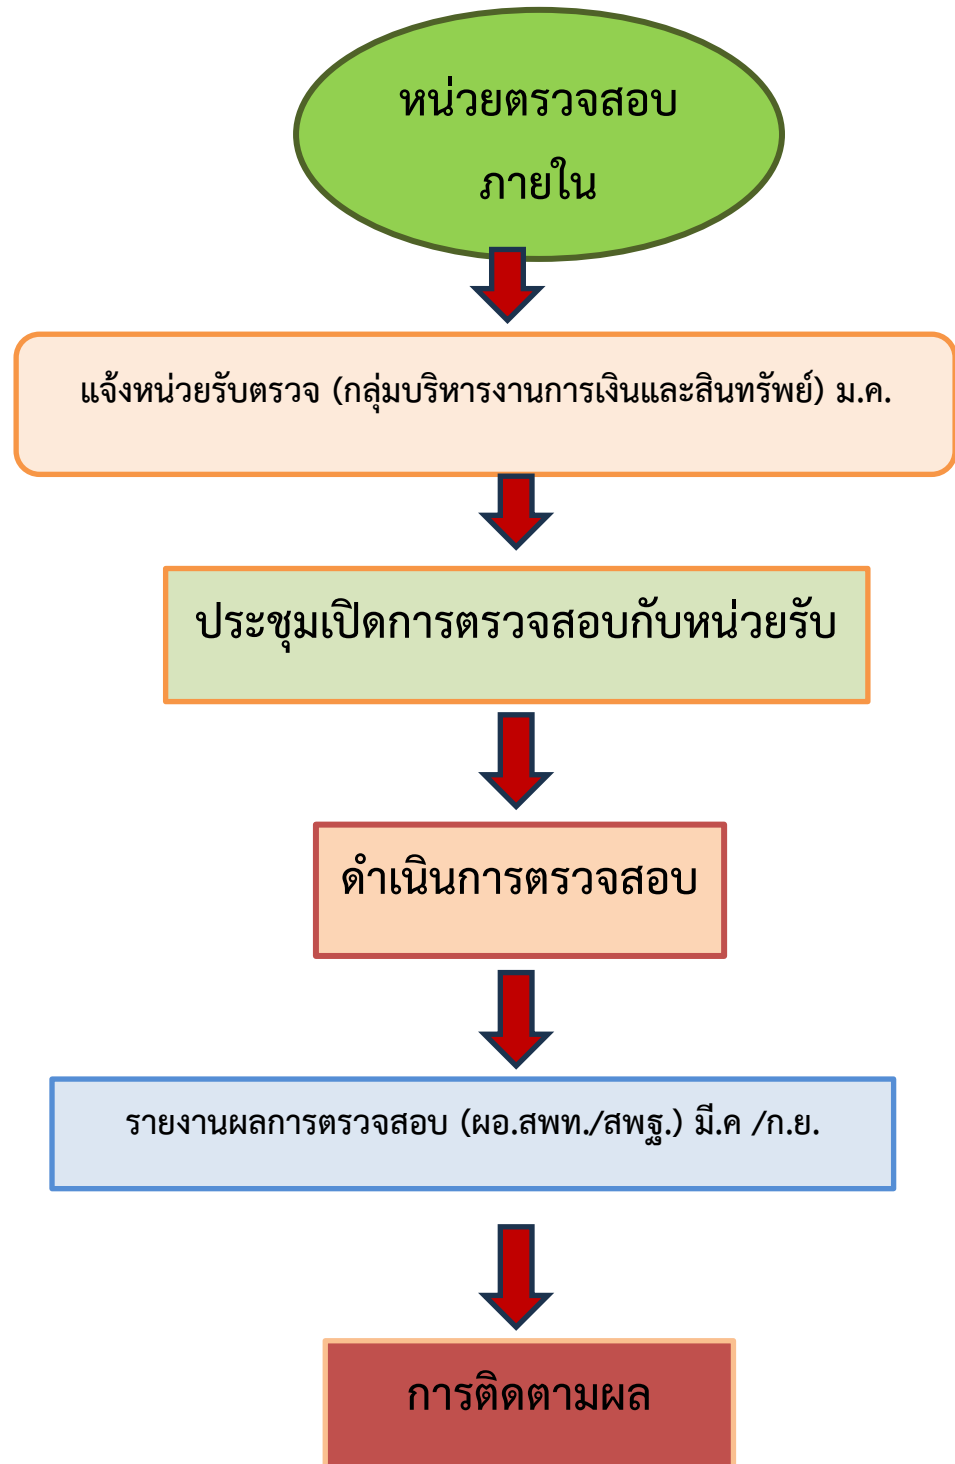 หน่วยตรวจสอบ
ภายใน
แจ้งหน่วยรับตรวจ (กลุ่มบริหารงานการเงินและสินทรัพย์) ม.ค.
ประชุมเปิดการตรวจสอบกับหน่วยรับ
ดำเนินการตรวจสอบ
รายงานผลการตรวจสอบ (ผอ.สพท./สพฐ.) มี.ค /ก.ย.
การติดตามผล